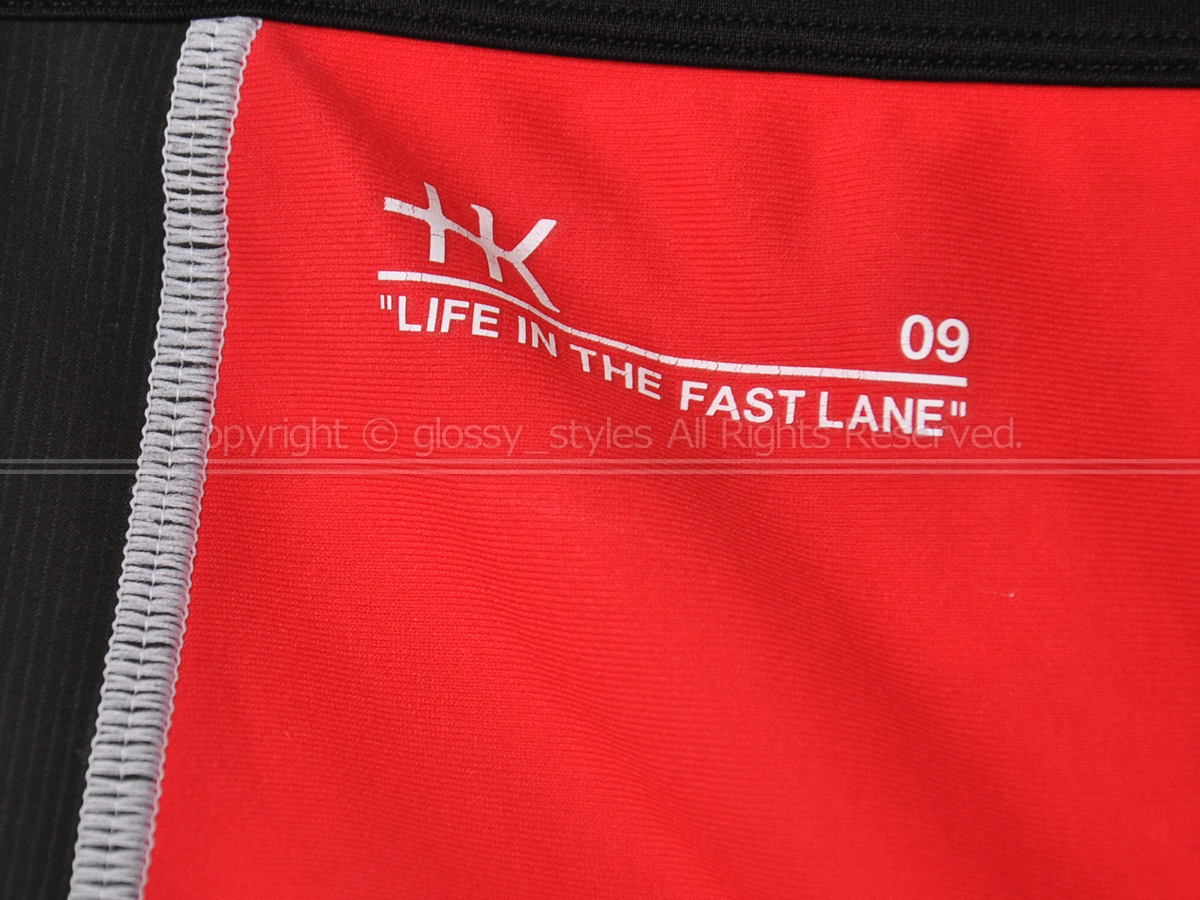 HK
09
"LIFE IN THE FAST LANE"
Copyright © glossy_styles All Rights Reserved.